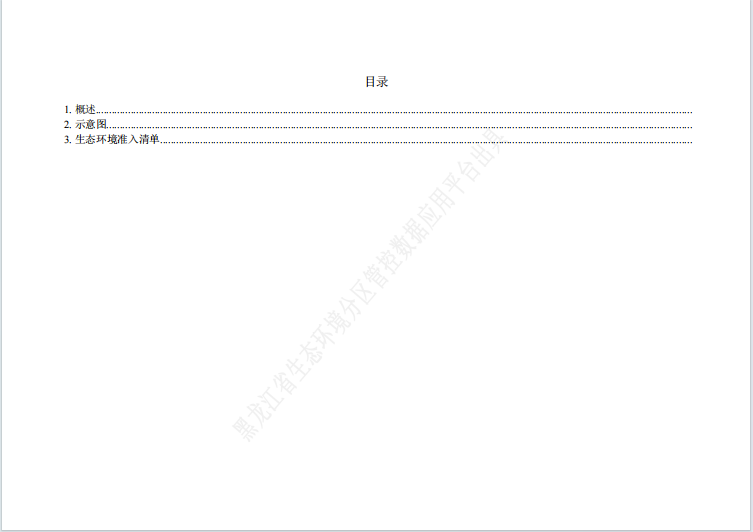 目录
1. 概述
2. 示意图
3. 生态环境准入清单
黑龙江省生态环境分区管控数据应用平台出具